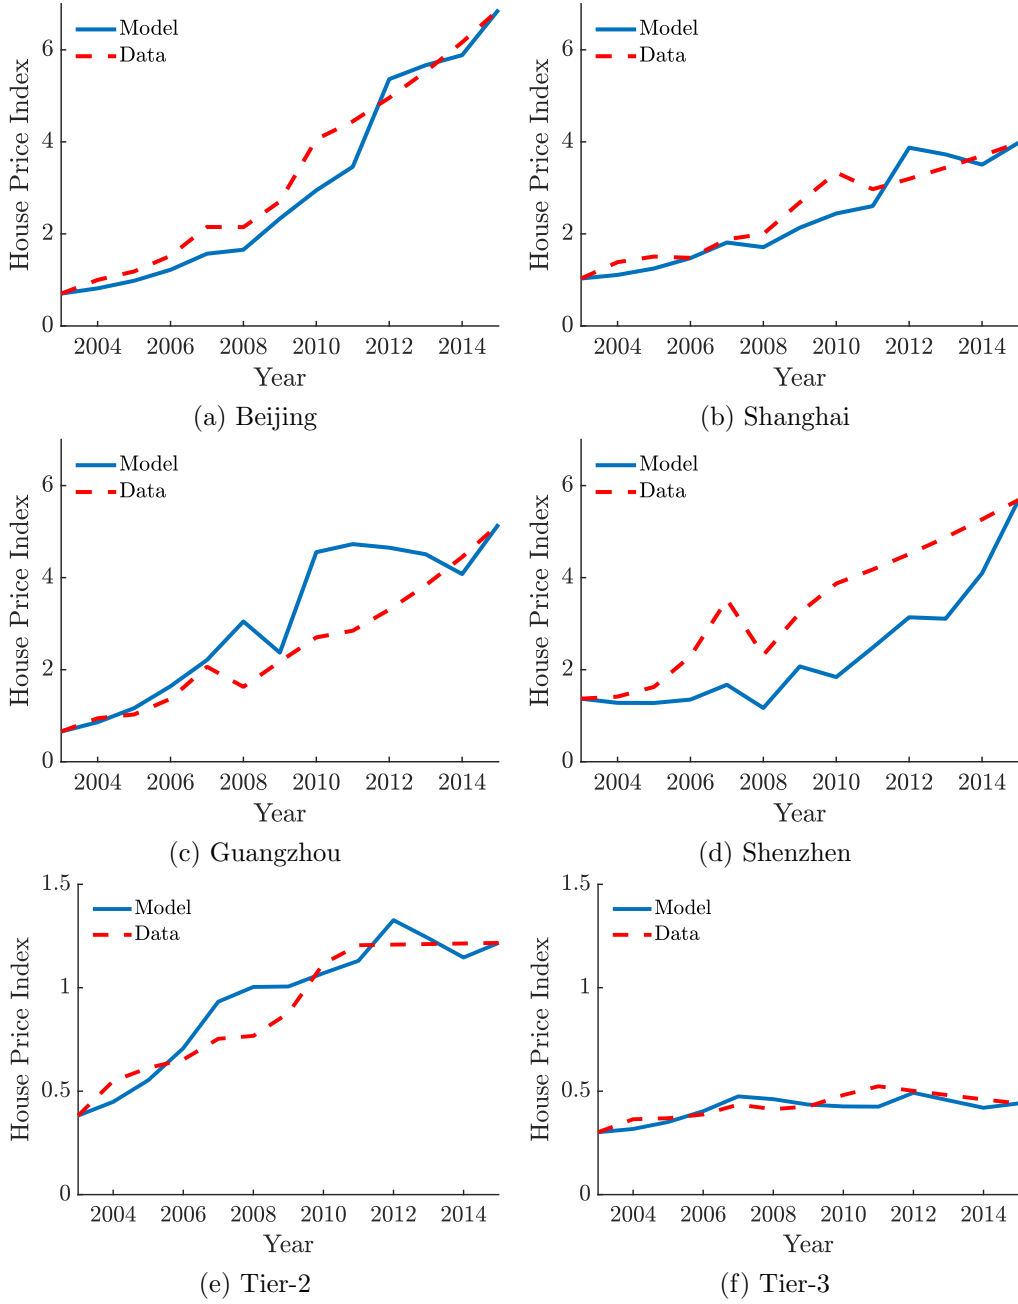 Model
Data
House Price Index
6
4
2
0
2004 2006 2008 2010 2012 2014
Year
(a) Beijing
Model
Data
House Price Index
6
4
2
0
2004 2006 2008 2010 2012 2014
Year
(b) Shanghai
Model
Data
House Price Index
6
4
2
0
2004 2006 2008 2010 2012 2014
Year
(c) Guangzhou
Model
Data
House Price Index
6
4
2
0
2004 2006 2008 2010 2012 2014
Year
(d) Shenzhen
Model
Data
House Price Index
1.5
1
0.5
0
2004 2006 2008 2010 2012 2014
Year
(e) Tier-2
Model
Data
House Price Index
1.5
1
0.5
0
2004 2006 2008 2010 2012 2014
Year
(f) Tier-3